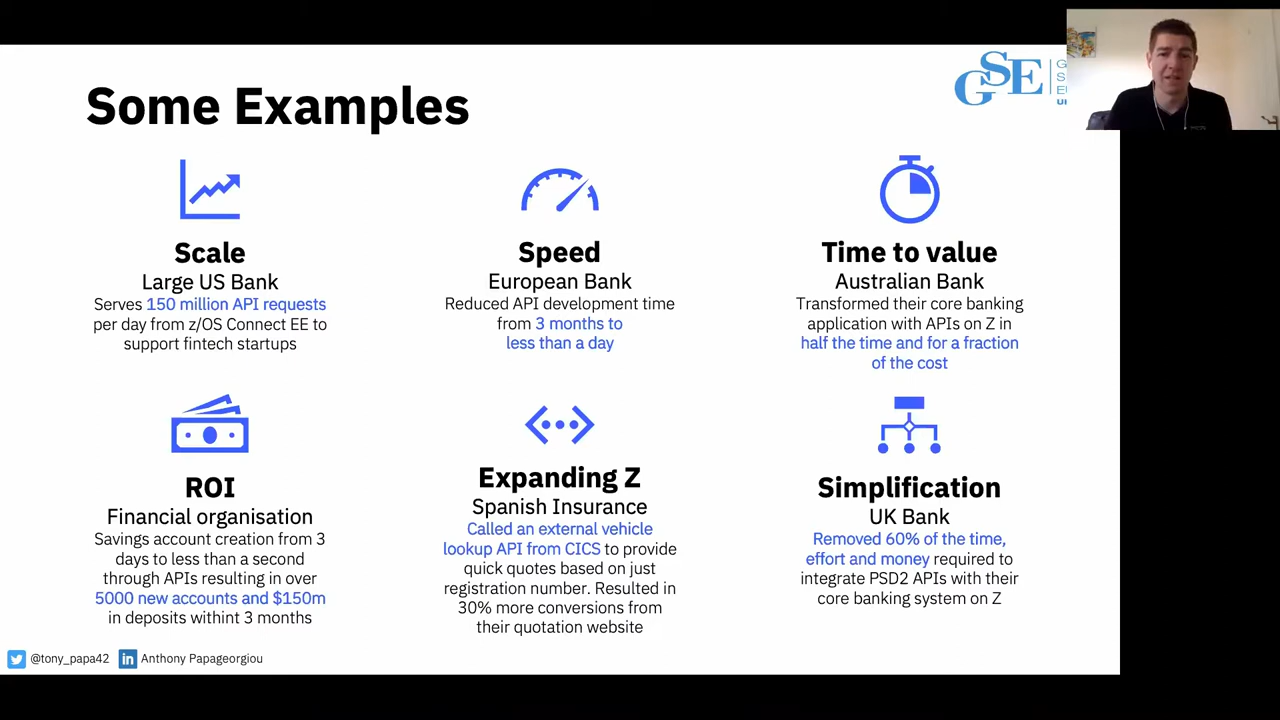 Some Examples
GSE
G
S
E
UI
Scale
Large US Bank
Serves 150 million API requests
per day from z/OS Connect EE to
support fintech startups
Speed
European Bank
Reduced API development time
from 3 months to
less than a day
Time to value
Australian Bank
Transformed their core banking
application with APIs on Z in
half the time and for a fraction
of the cost
ROI
Financial organisation
Savings account creation from 3
days to less than a second
through APIs resulting in over
5000 new accounts and $150m
in deposits withint 3 months
Expanding Z
Spanish Insurance
Called an external vehicle
lookup API from CICS to provide
quick quotes based on just
registration number. Resulted in
30% more conversions from
their quotation website
Simplification
UK Bank
Removed 60% of the time,
effort and money required to
integrate PSD2 APIs with their
core banking system on Z
@tony_papa42 in Anthony Papageorgiou